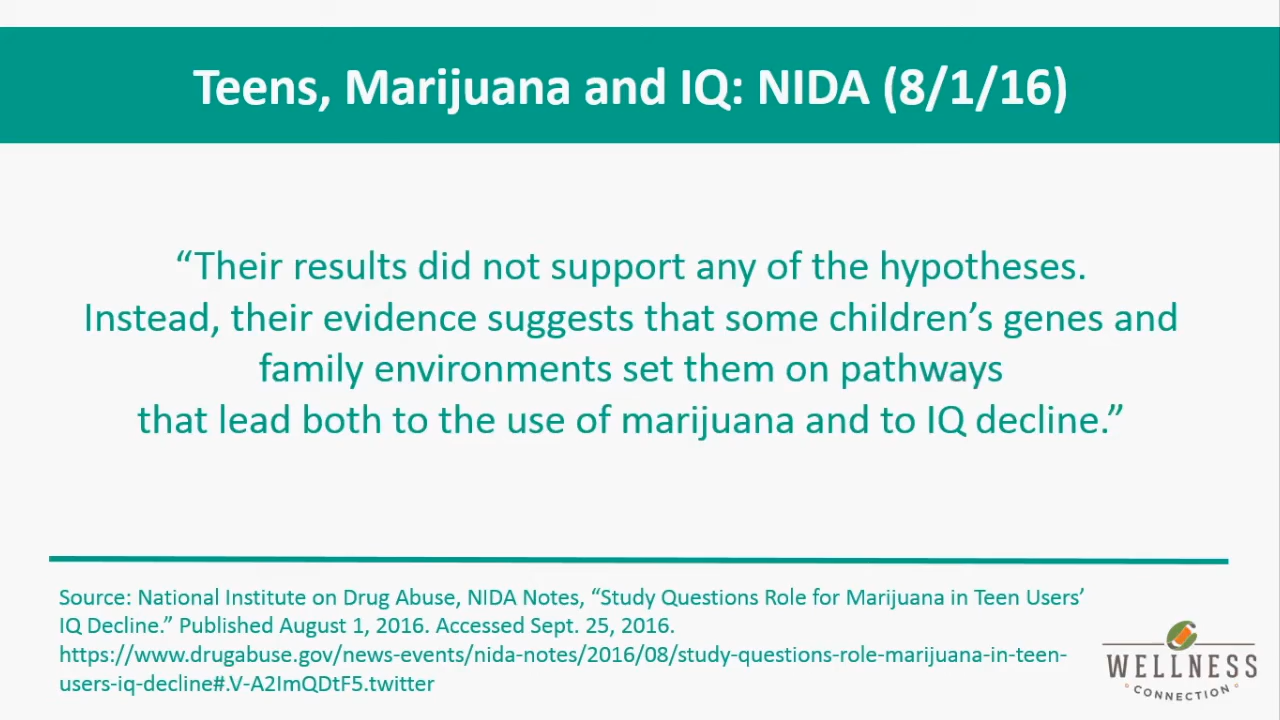 Teens, Marijuana and IQ: NIDA (8/1/16)
“Their results did not support any of the hypotheses.
Instead, their evidence suggests that some children’s genes and
family environments set them on pathways
that lead both to the use of marijuana and to IQ decline.”
Source: National Institute on Drug Abuse, NIDA Notes, “Study Questions Role for Marijuana in Teen Users’
IQ Decline.” Published August 1, 2016. Accessed Sept. 25, 2016.
https://www.drugabuse.gov/news-events/nida-notes/2016/08/study-questions-role-marijuana-in-teen-
users-iq-decline#.V-A2ImQDtF5.twitter
WELLNESS
CONNECTION